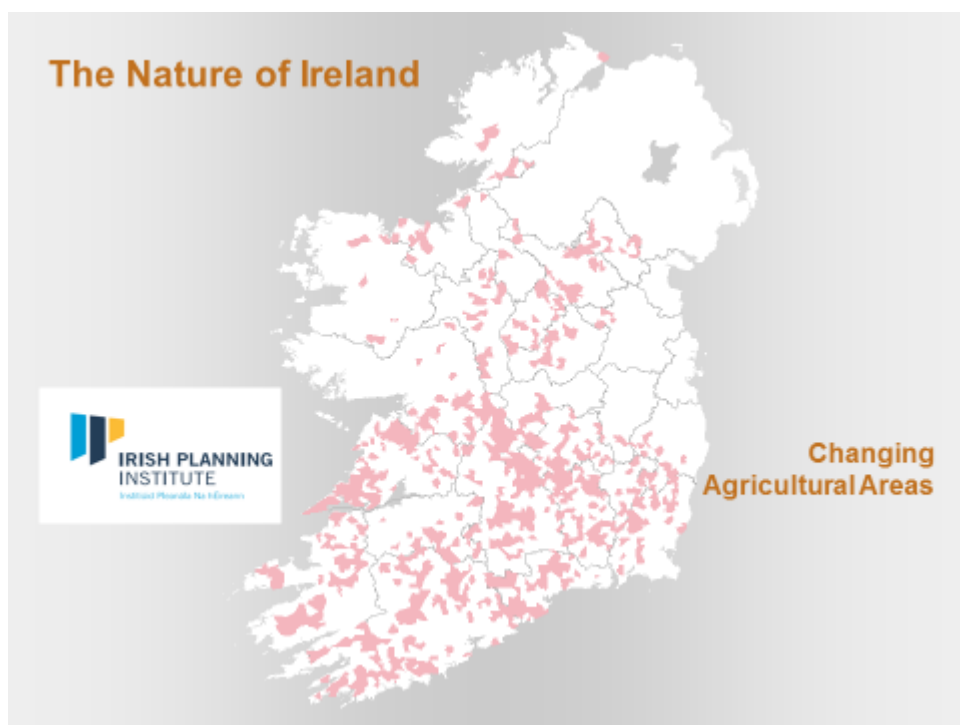 The Nature of Ireland
IRISH PLANNING
INSTITUTE
Institiúid Pleanála Na hÉireann
Changing
Agricultural Areas